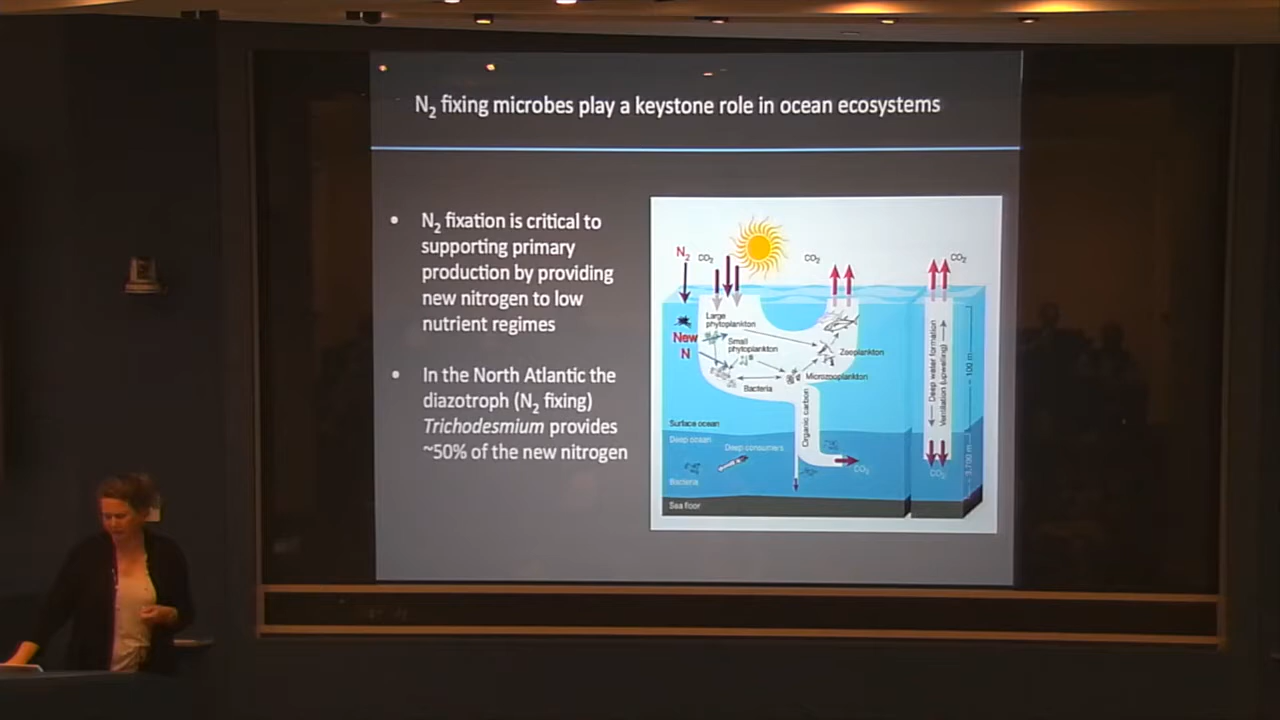 N₂ fixing microbes play a keystone role in ocean ecosystems
• N₂ fixation is critical to
supporting primary
production by providing
new nitrogen to low
nutrient regimes
• In the North Atlantic the
diazotroph (N₂ fixing)
Trichodesmium provides
~50% of the new nitrogen
N₂
CO₂
CO₂
CO₂
Large
phytoplankton
New
N
Small
phytoplankton
Zooplankton
Microzooplankton
Bacteria
Organic carbon
Surface ocean
Deep ocean
Deep consumers
Bacteria
CO₂
Sea floor
Deep water formation
Ventilation (upwelling)
CO₂
~ 100 m
~ 3,700 m